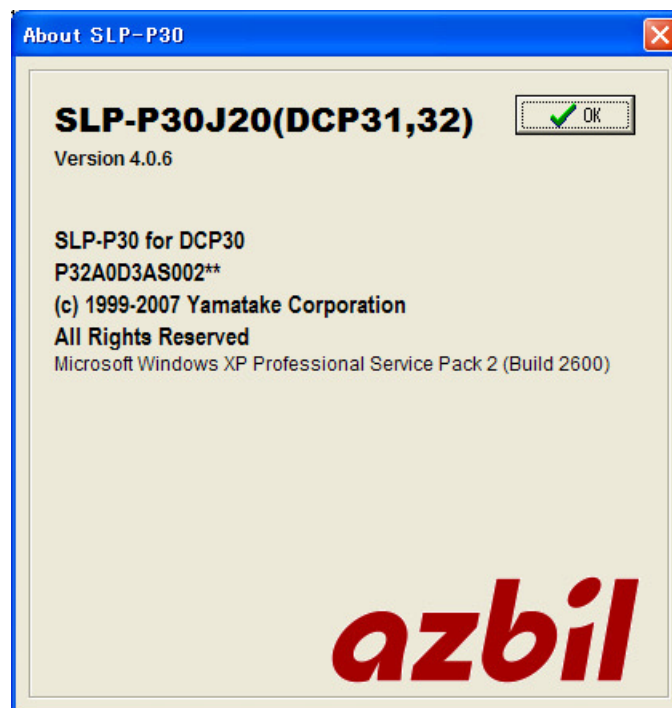 About SLP-P30
SLP-P30J20(DCP31,32)
OK
Version 4.0.6
SLP-P30 for DCP30
P32A0D3AS002**
(c) 1999-2007 Yamatake Corporation
All Rights Reserved
Microsoft Windows XP Professional Service Pack 2 (Build 2600)
azbil